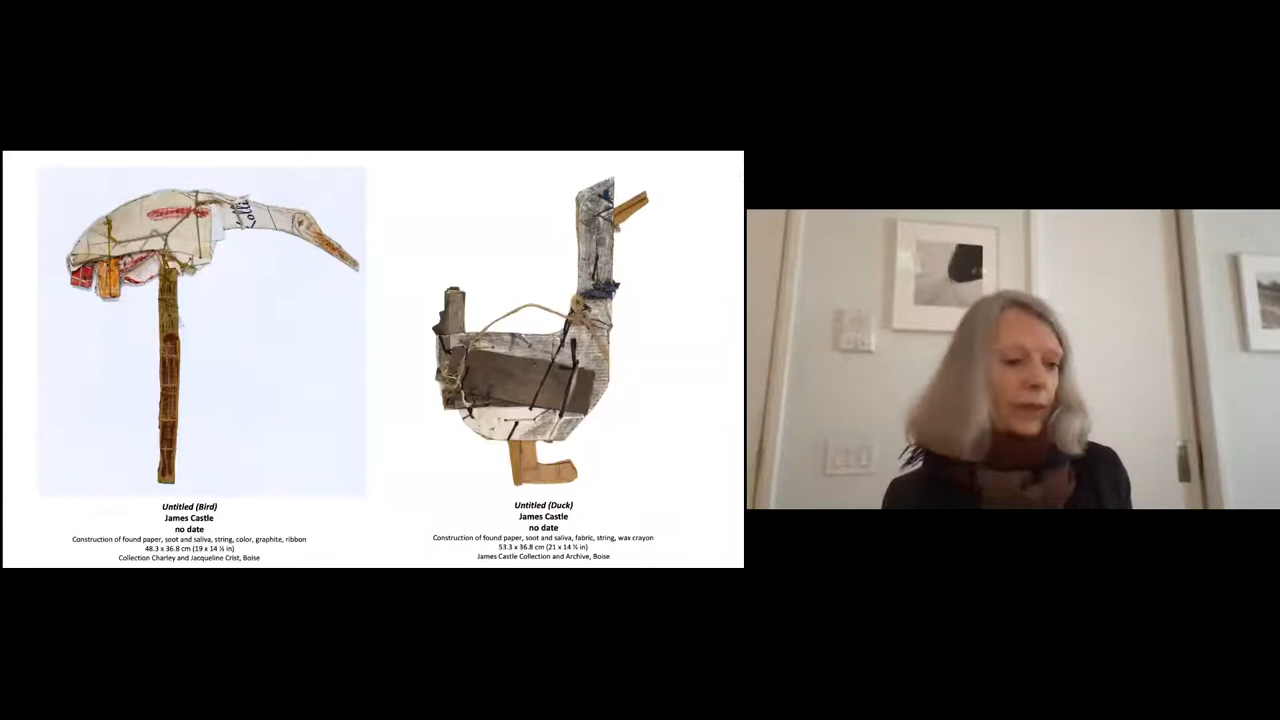 olli
Untitled (Bird)
James Castle
no date
Construction of found paper, soot and saliva, string, color, graphite, ribbon
48.3 x 36.8 cm (19 x 14 ½ in)
Collection Charley and Jacqueline Crist, Boise
Untitled (Duck)
James Castle
no date
Construction of found paper, soot and saliva, fabric, string, wax crayon
53.3 x 36.8 cm (21 x 14 ½ in)
James Castle Collection and Archive, Boise